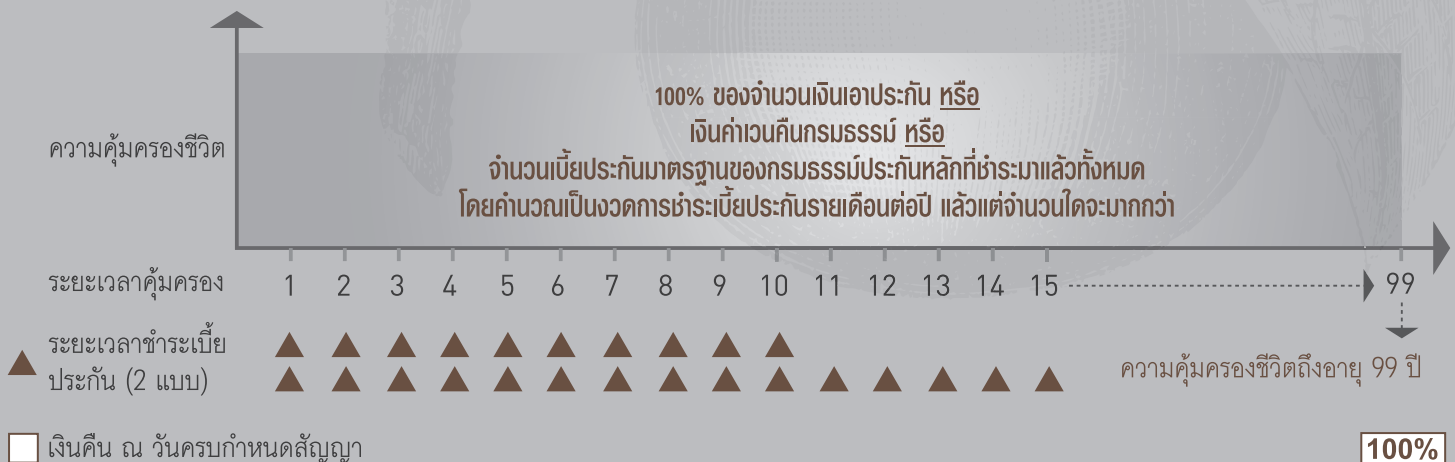 100% ของจำนวนเงินเอาประกัน หรือ
เงินค่าเวนคืนกรมธรรม์ หรือ
จำนวนเบี้ยประกันมาตรฐานของกรมธรรม์ประกันหลักที่ชำระมาแล้วทั้งหมด
โดยคำนวณเป็นงวดการชำระเบี้ยประกันรายเดือนต่อปี แล้วแต่จำนวนใดจะมากกว่า
ความคุ้มครองชีวิต
ระยะเวลาคุ้มครอง 1 2 3 4 5 6 7 8 9 10 11 12 13 14 15 99
ระยะเวลาชำระเบี้ย
ประกัน (2 แบบ)
ความคุ้มครองชีวิตถึงอายุ 99 ปี
เงินคืน ณ วันครบกำหนดสัญญา 100%